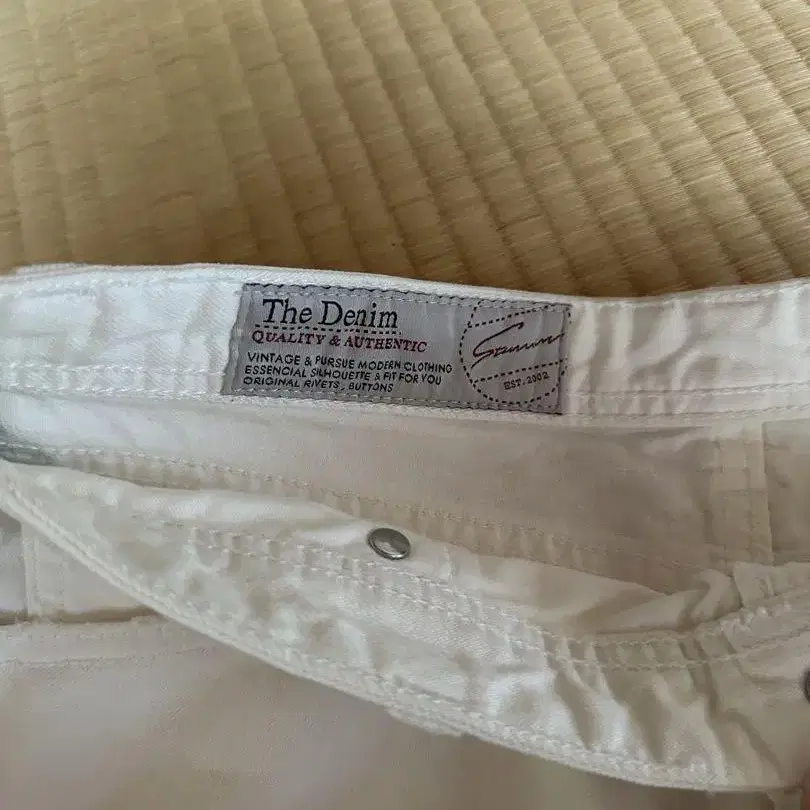 The Denim
QUALITY & AUTHENTIC
VINTAGE & PURSUE MODERN CLOTHING
ESSENCIAL SILHOUETTE & FIT FOR YOU
ORIGINAL RIVETS, BUTTONS
EST. 2002